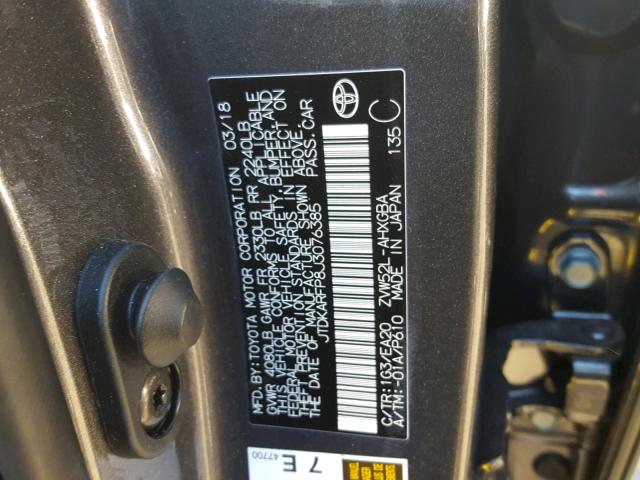 MFD. BY: TOYOTA MOTOR CORPORATION 03/18
GVWR 4080LB GAWR FR 2330LB RR 2240LB
THIS VEHICLE CONFORMS TO ALL APPLICABLE
FEDERAL MOTOR VEHICLE SAFETY, BUMPER, AND
THEFT PREVENTION STANDARDS IN EFFECT ON
THE DATE OF MANUFACTURE SHOWN ABOVE.
JTDKARFP8J3076385 PASS. CAR
C/TR: 1G3/EA20 ZVW52L-AHXGBA
A/TM: -01A/P610 MADE IN JAPAN 135 C
47700
7 E